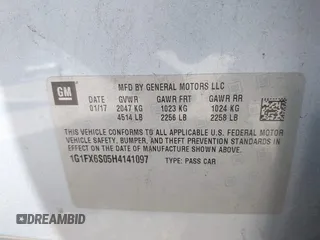 GM
MFD BY GENERAL MOTORS LLC
DATE GVWR GAWR FRT GAWR RR
01/17 2047 KG 1023 KG 1024 KG
4514 LB 2256 LB 2258 LB
THIS VEHICLE CONFORMS TO ALL APPLICABLE U.S. FEDERAL MOTOR
VEHICLE SAFETY, BUMPER, AND THEFT PREVENTION STANDARDS IN
EFFECT ON THE DATE OF MANUFACTURE SHOWN ABOVE.
1G1FX6S05H4141097 TYPE: PASS CAR
DREAMBID